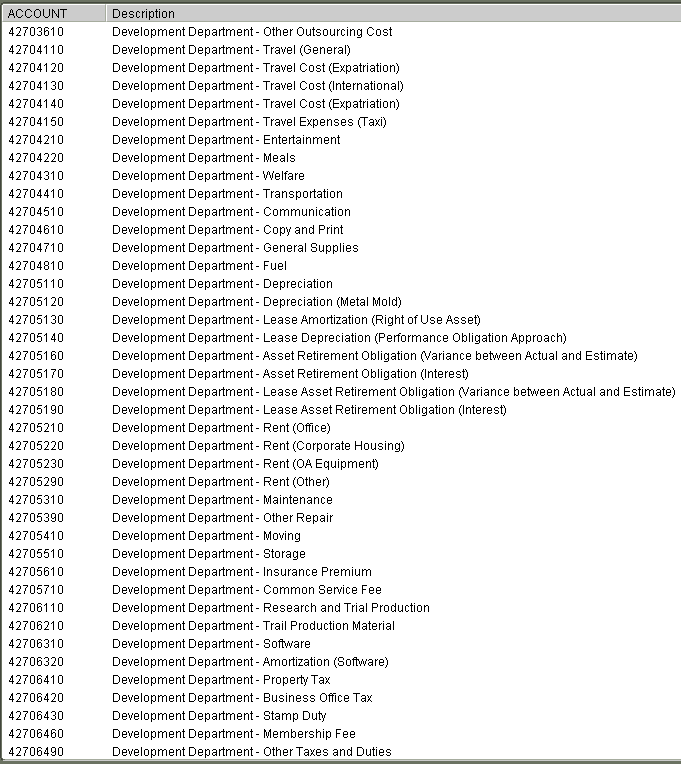 ACCOUNT Description
42703610 Development Department - Other Outsourcing Cost
42704110 Development Department - Travel (General)
42704120 Development Department - Travel Cost (Expatriation)
42704130 Development Department - Travel Cost (International)
42704140 Development Department - Travel Cost (Expatriation)
42704150 Development Department - Travel Expenses (Taxi)
42704210 Development Department - Entertainment
42704220 Development Department - Meals
42704310 Development Department - Welfare
42704410 Development Department - Transportation
42704510 Development Department - Communication
42704610 Development Department - Copy and Print
42704710 Development Department - General Supplies
42704810 Development Department - Fuel
42705110 Development Department - Depreciation
42705120 Development Department - Depreciation (Metal Mold)
42705130 Development Department - Lease Amortization (Right of Use Asset)
42705140 Development Department - Lease Depreciation (Performance Obligation Approach)
42705160 Development Department - Asset Retirement Obligation (Variance between Actual and Estimate)
42705170 Development Department - Asset Retirement Obligation (Interest)
42705180 Development Department - Lease Asset Retirement Obligation (Variance between Actual and Estimate)
42705190 Development Department - Lease Asset Retirement Obligation (Interest)
42705210 Development Department - Rent (Office)
42705220 Development Department - Rent (Corporate Housing)
42705230 Development Department - Rent (OA Equipment)
42705290 Development Department - Rent (Other)
42705310 Development Department - Maintenance
42705390 Development Department - Other Repair
42705410 Development Department - Moving
42705510 Development Department - Storage
42705610 Development Department - Insurance Premium
42705710 Development Department - Common Service Fee
42706110 Development Department - Research and Trial Production
42706210 Development Department - Trail Production Material
42706310 Development Department - Software
42706320 Development Department - Amortization (Software)
42706410 Development Department - Property Tax
42706420 Development Department - Business Office Tax
42706430 Development Department - Stamp Duty
42706460 Development Department - Membership Fee
42706490 Development Department - Other Taxes and Duties